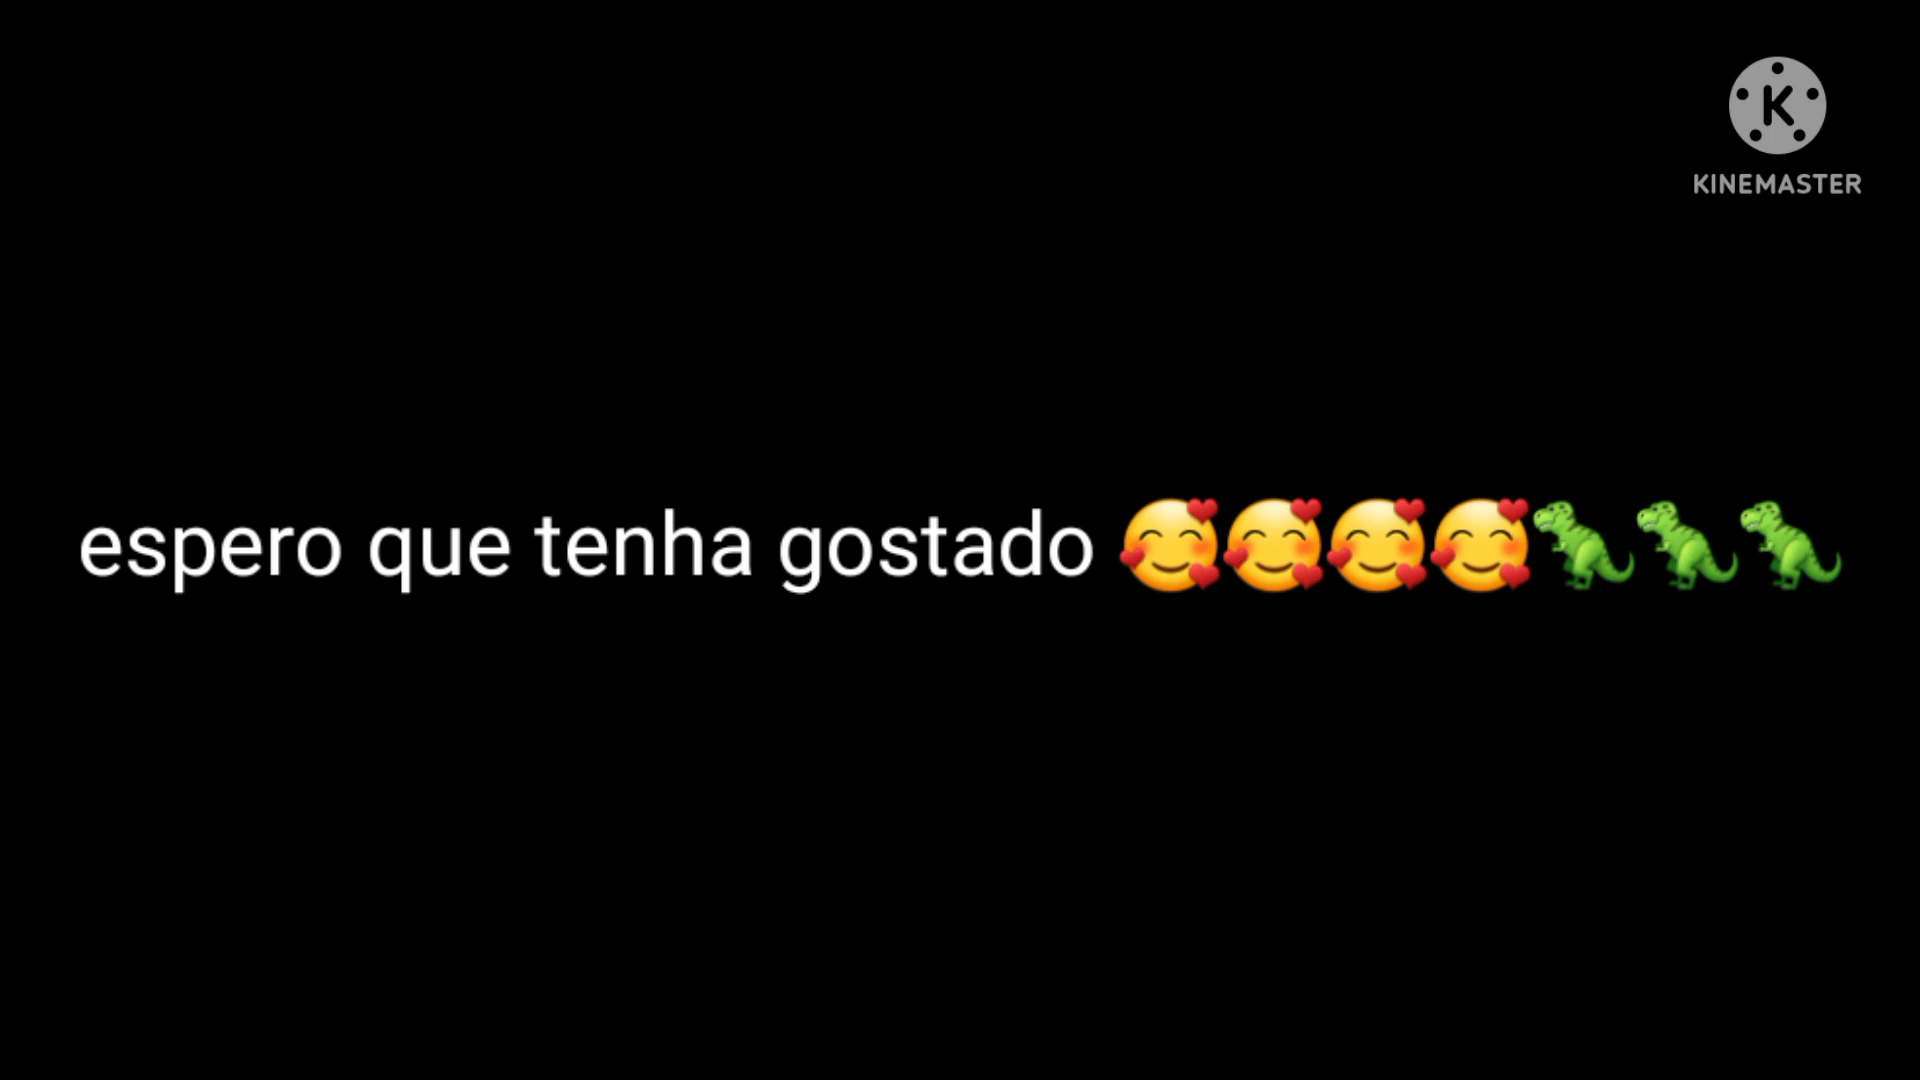 K
KINEMASTER
espero que tenha gostado 🥰🥰🥰🥰🦖🦖🦖